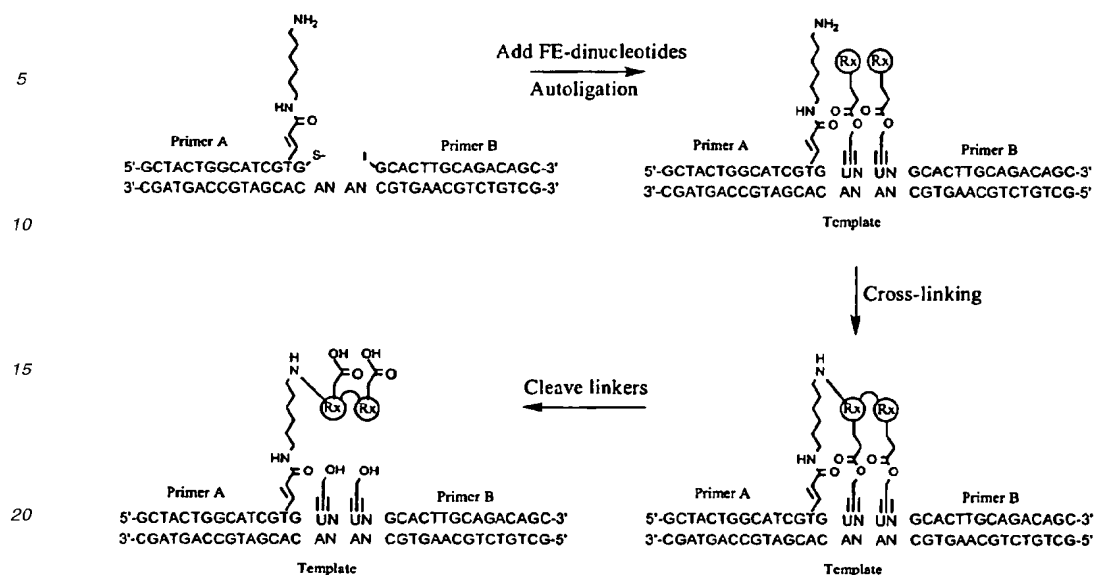 NH₂
HN
O
Primer A
S-
I
Primer B
5'-GCTACTGGCATCGTG GCACTTGCAGACAGC-3'
3'-CGATGACCGTAGCAC AN AN CGTGAACGTCTGTCG-3'
5
10
15
20
Add FE-dinucleotides
Autoligation
NH₂
Rx Rx
HN
O O O O O
Primer A
Primer B
5'-GCTACTGGCATCGTG UN UN GCACTTGCAGACAGC-3'
3'-CGATGACCGTAGCAC AN AN CGTGAACGTCTGTCG-5'
Template
Cross-linking
H
N
Rx Rx
HN
O O O O O
Primer A
Primer B
5'-GCTACTGGCATCGTG UN UN GCACTTGCAGACAGC-3'
3'-CGATGACCGTAGCAC AN AN CGTGAACGTCTGTCG-5'
Template
Cleave linkers
H
N
OH OH
O O
Rx Rx
HN
O OH OH
Primer A
Primer B
5'-GCTACTGGCATCGTG UN UN GCACTTGCAGACAGC-3'
3'-CGATGACCGTAGCAC AN AN CGTGAACGTCTGTCG-5'
Template